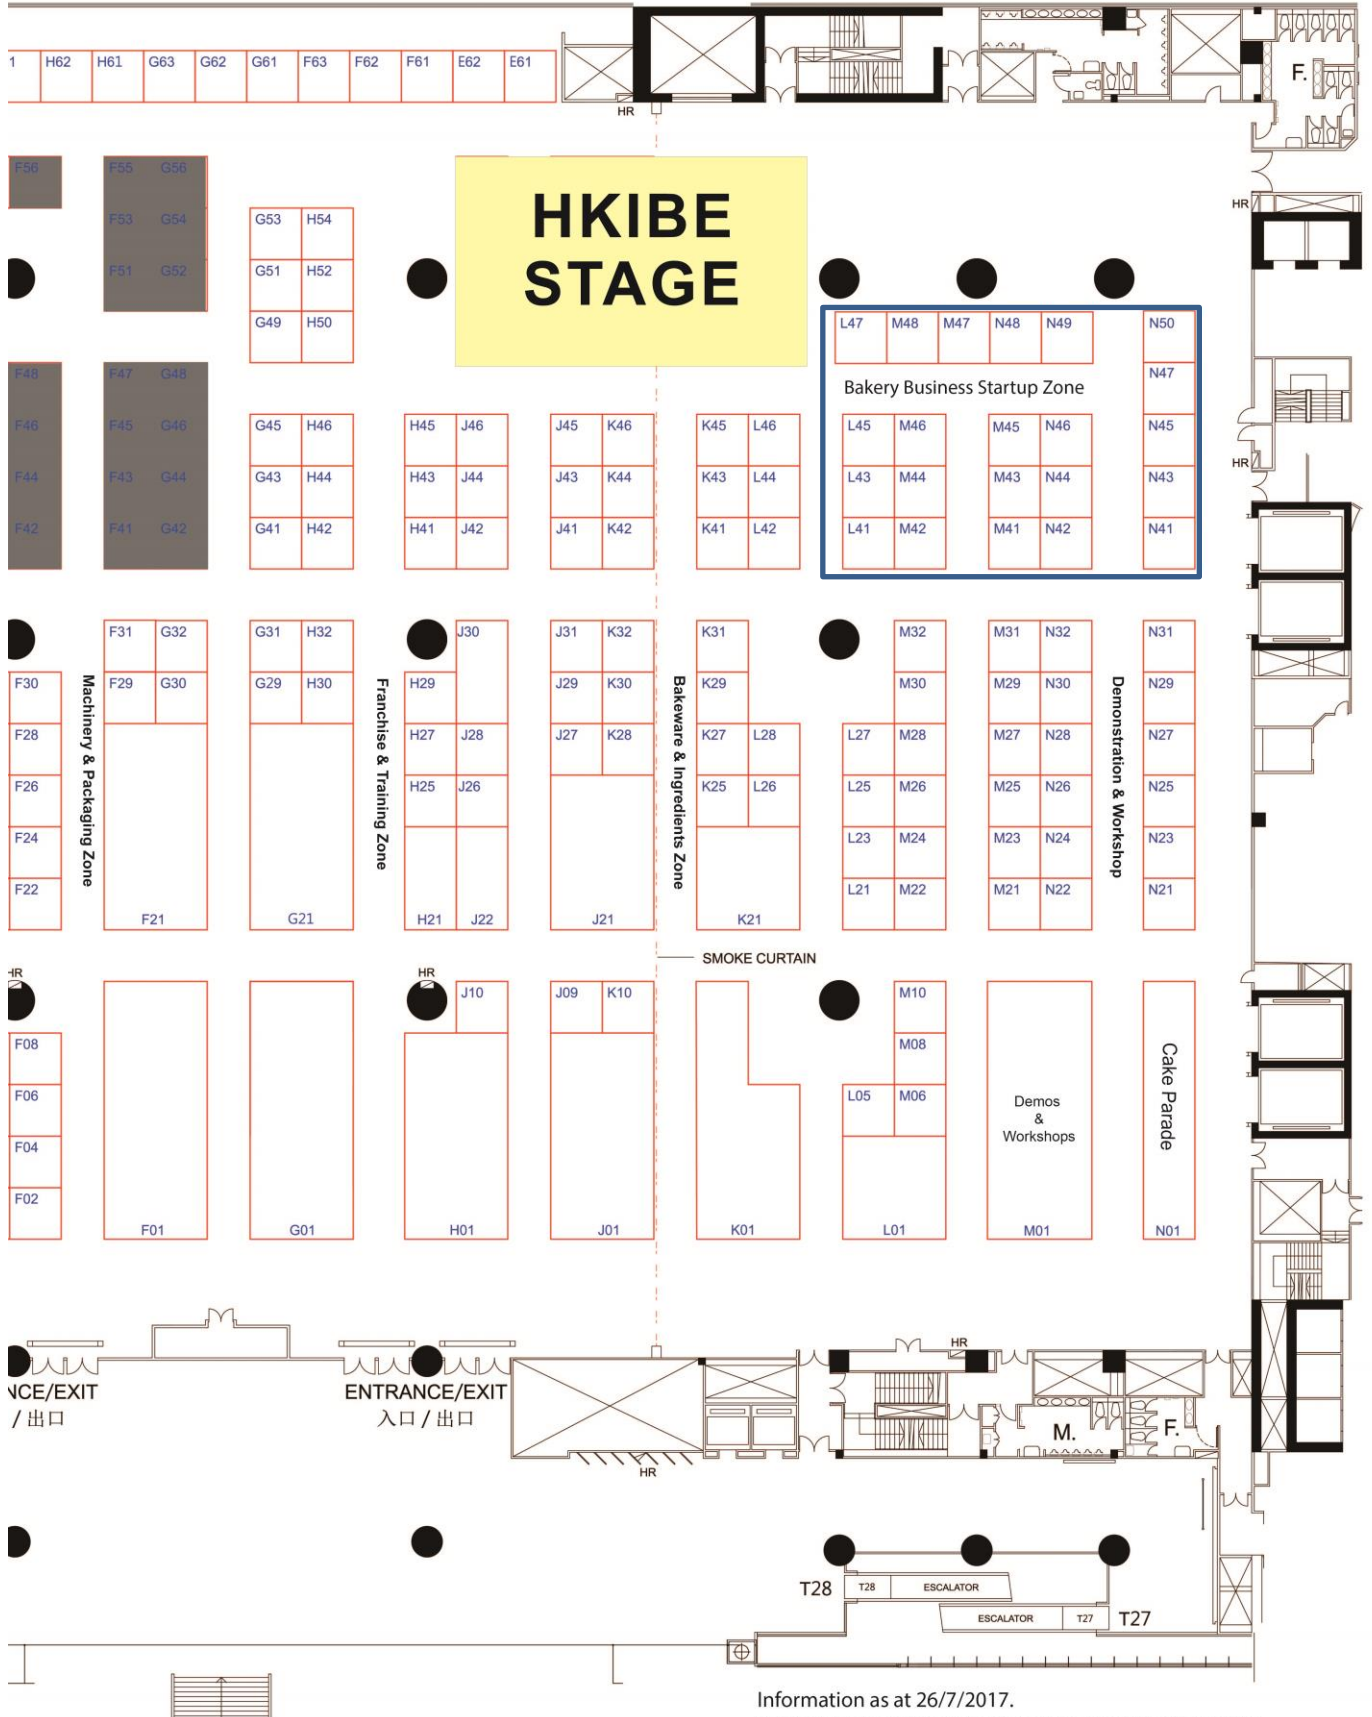 1 H62 H61 G63 G62 G61 F63 F62 F61 E62 E61
F.
HR
F56 F55 G56
HKIBE
STAGE
HR
F53 G54 G53 H54
F51 G52 G51 H52
G49 H50 L47 M48 M47 N48 N49 N50
F48 F47 G48 Bakery Business Startup Zone N47
F46 F45 G46 G45 H46 H45 J46 J45 K46 K45 L46 L45 M46 M45 N46 N45
HR
F44 F43 G44 G43 H44 H43 J44 J43 K44 K43 L44 L43 M44 M43 N44 N43
F42 F41 G42 G41 H42 H41 J42 J41 K42 K41 L42 L41 M42 M41 N42 N41
F31 G32 G31 H32 J30 J31 K32 K31 M32 M31 N32 N31
F30 F29 G30 G29 H30 H29 J29 K30 K29 M30 M29 N30 N29
Machinery & Packaging Zone
Franchise & Training Zone
Bakeware & Ingredients Zone
Demonstration & Workshop
F28 H27 J28 J27 K28 K27 L28 L27 M28 M27 N28 N27
F26 H25 J26 K25 L26 L25 M26 M25 N26 N25
F24 L23 M24 M23 N24 N23
F22 L21 M22 M21 N22 N21
F21 G21 H21 J22 J21 K21
SMOKE CURTAIN
HR HR
J10 J09 K10 M10
F08 M08
F06 L05 M06
Demos
&
Workshops
Cake Parade
F04
F02
F01 G01 H01 J01 K01 L01 M01 N01
HR
NCE/EXIT ENTRANCE/EXIT
/ 出口 入口 / 出口
M. F.
HR
T28 T28 ESCALATOR
ESCALATOR T27 T27
Information as at 26/7/2017.